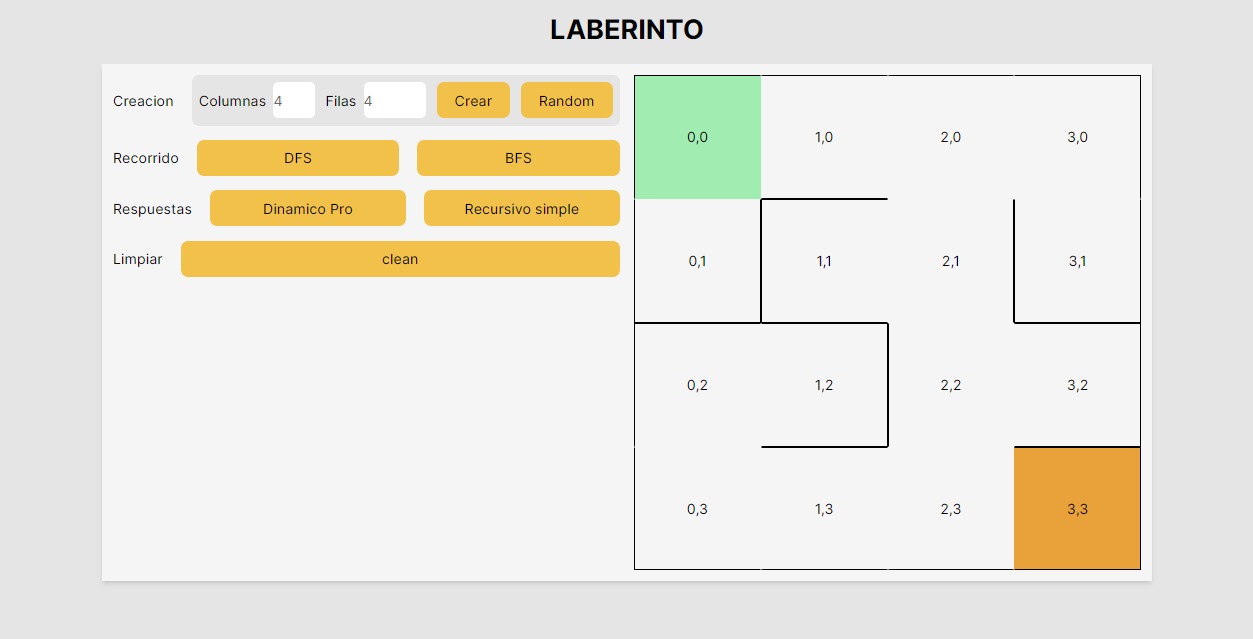 LABERINTO
Creacion Columnas 4 Filas 4 Crear Random
Recorrido DFS BFS
Respuestas Dinamico Pro Recursivo simple
Limpiar clean
0,0 1,0 2,0 3,0
0,1 1,1 2,1 3,1
0,2 1,2 2,2 3,2
0,3 1,3 2,3 3,3